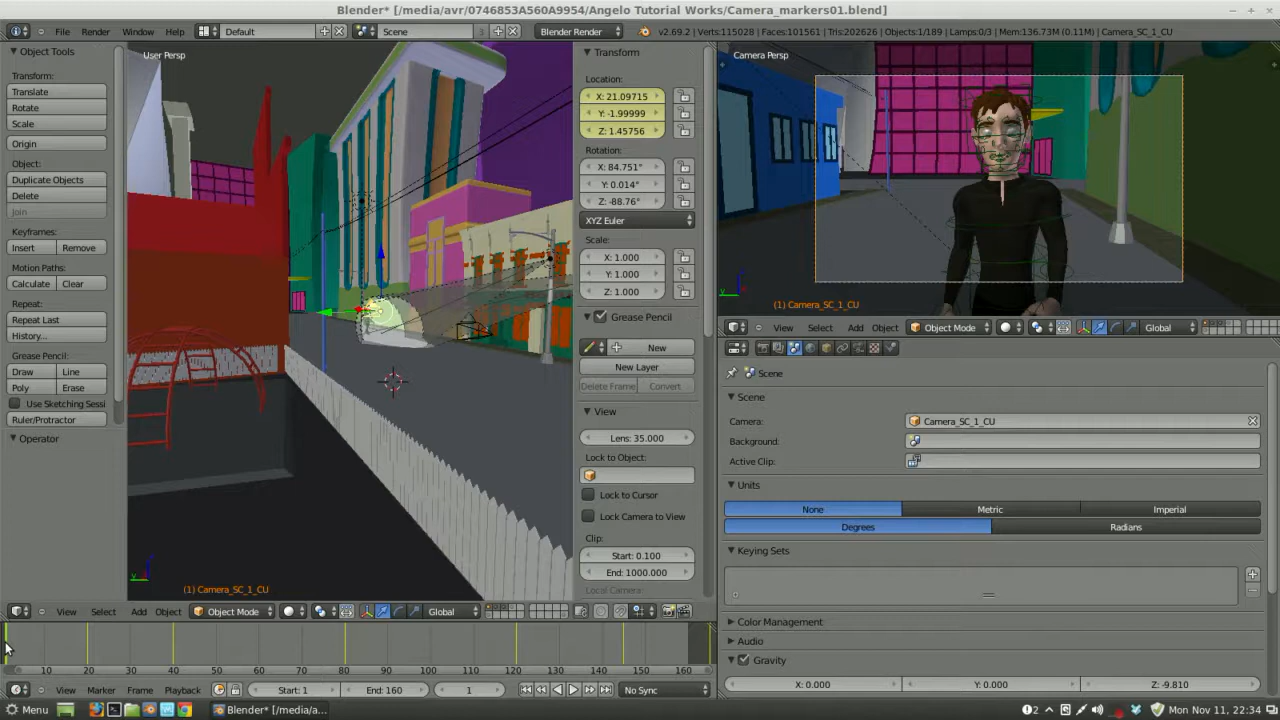 Blender* [/media/avr/0746853A560A9954/Angelo Tutorial Works/Camera_markers01.blend]
File Render Window Help Default Scene Blender Render v2.69.2 | Verts:115028 | Faces:101561 | Tris:202626 | Objects:1/189 | Lamps:0/3 | Mem:136.73M (0.11M) | Camera_SC_1_CU
Object Tools
Transform:
Translate
Rotate
Scale
Origin
Object:
Duplicate Objects
Delete
Join
Keyframes:
Insert Remove
Motion Paths:
Calculate Clear
Repeat:
Repeat Last
History...
Grease Pencil:
Draw Line
Poly Erase
Use Sketching Sessi
Ruler/Protractor
Operator
User Persp
(1) Camera_SC_1_CU
Transform
Location:
X: 21.09715
Y: -1.99999
Z: 1.45756
Rotation:
X: 84.751°
Y: 0.014°
Z: -88.76°
XYZ Euler
Scale:
X: 1.000
Y: 1.000
Z: 1.000
Grease Pencil
New
New Layer
Delete Frame Convert
View
Lens: 35.000
Lock to Object:
Lock to Cursor
Lock Camera to View
Clip:
Start: 0.100
End: 1000.000
Local Camera:
View Select Add Object Object Mode Global
10 20 30 40 50 60 70 80 90 100 110 120 130 140 150 160
View Marker Frame Playback Start: 1 End: 160 1 No Sync
Camera Persp
(1) Camera_SC_1_CU
View Select Add Object Object Mode Global
Scene
Scene
Camera: Camera_SC_1_CU
Background:
Active Clip:
Units
None Metric Imperial
Degrees Radians
Keying Sets
Color Management
Audio
Gravity
X: 0.000 Y: 0.000 Z: -9.810
Menu Blender* [/media/a... 2 Mon Nov 11, 22:34